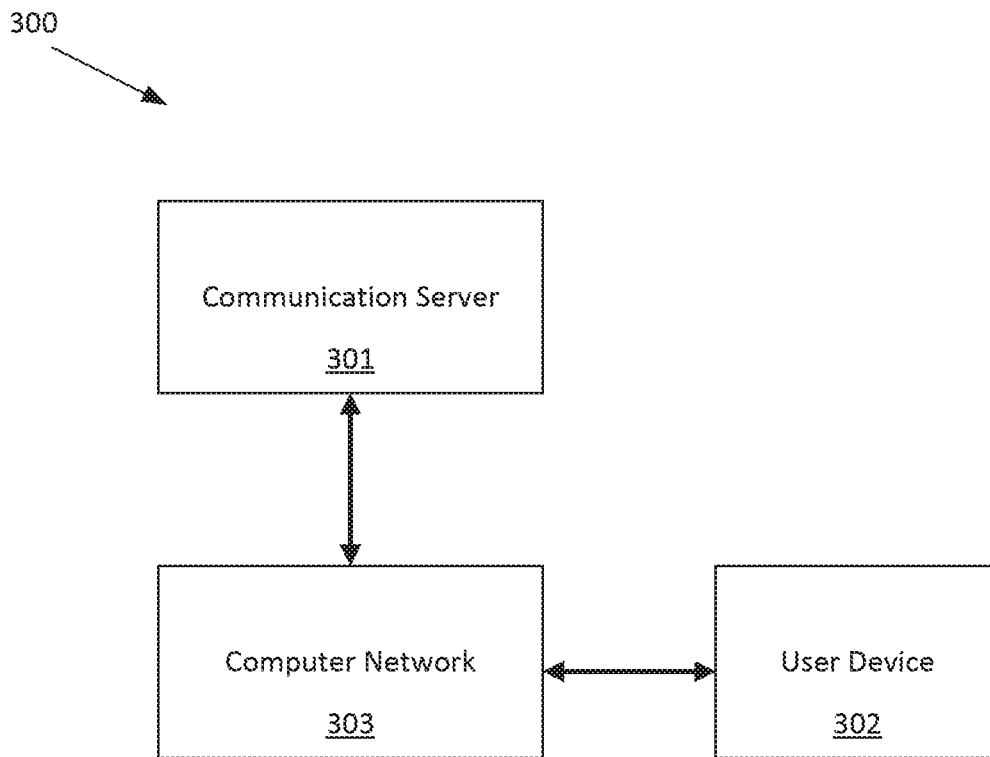 300
Communication Server
301
Computer Network
303
User Device
302